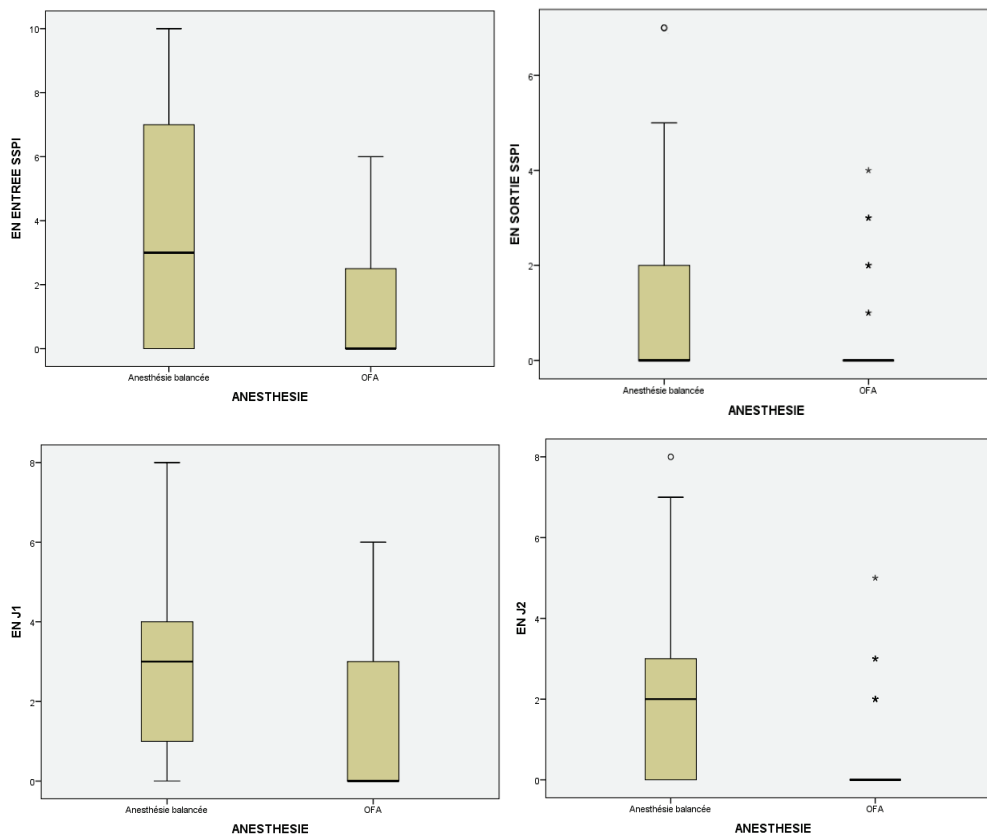 EN ENTREE SSPI
10
8
6
4
2
0
Anesthésie balancée OFA
ANESTHESIE
EN SORTIE SSPI
6
4
2
0
Anesthésie balancée OFA
ANESTHESIE
EN J1
8
6
4
2
0
Anesthésie balancée OFA
ANESTHESIE
EN J2
8
6
4
2
0
Anesthésie balancée OFA
ANESTHESIE